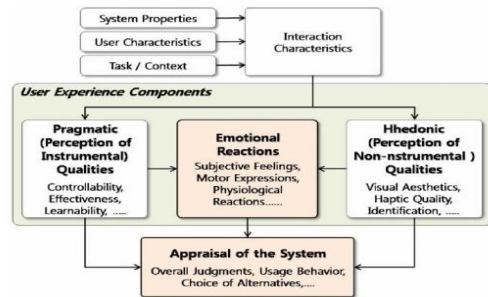 System Properties
User Characteristics
Task / Context
Interaction
Characteristics
User Experience Components
Pragmatic
(Perception of
Instrumental)
Qualities
Controllability,
Effectiveness,
Learnability, .....
Emotional
Reactions
Subjective Feelings,
Motor Expressions,
Physiological
Reactions......
Hhedonic
(Perception of
Non-nstrumental )
Qualities
Visual Aesthetics,
Haptic Quality,
Identification, .....
Appraisal of the System
Overall Judgments, Usage Behavior,
Choice of Alternatives,....